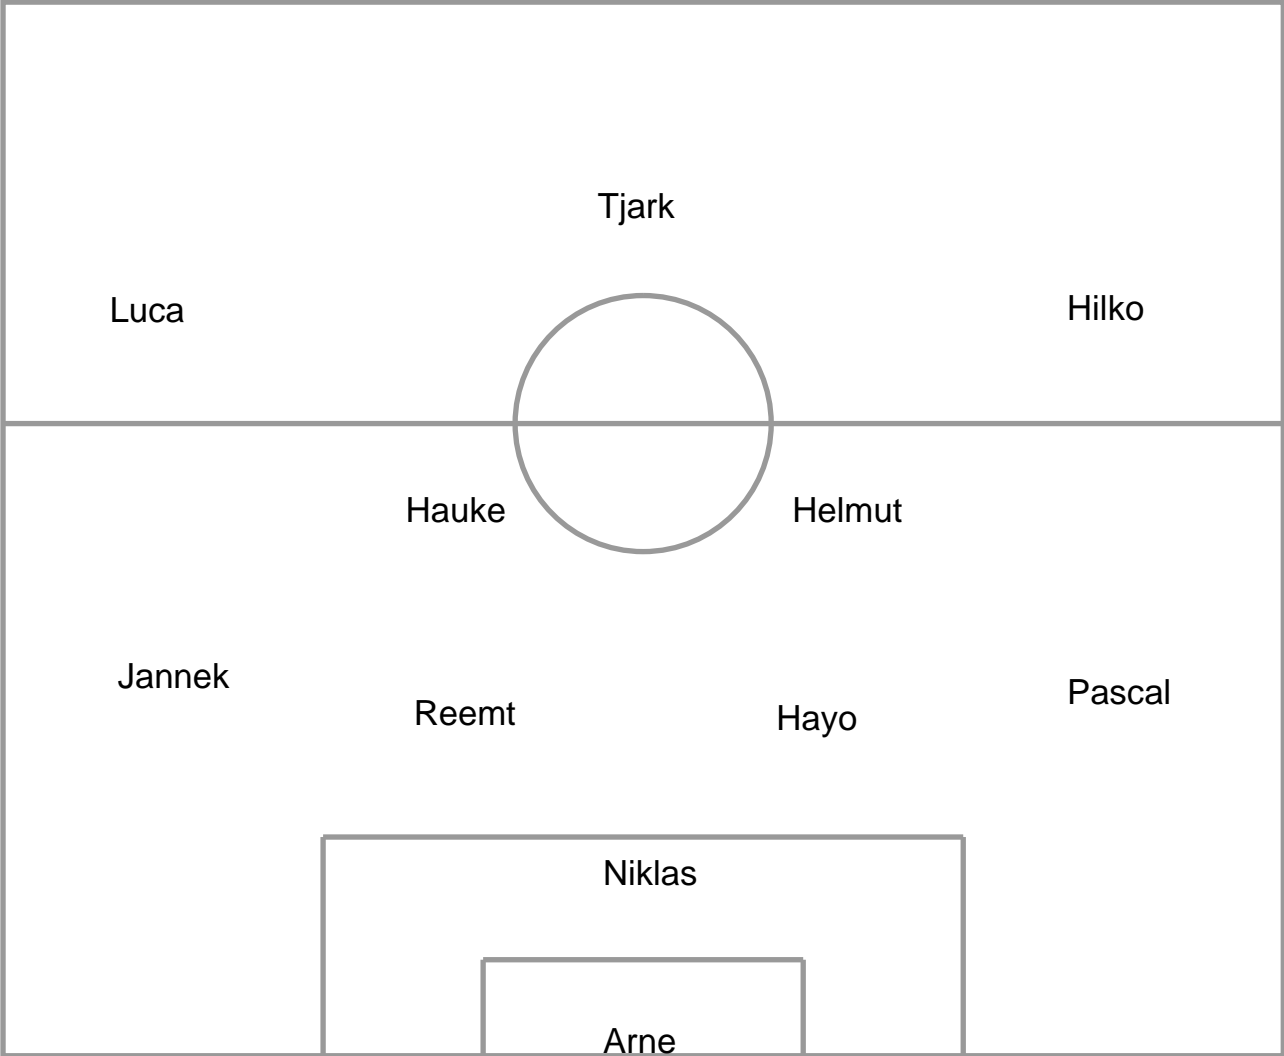 Tjark
Luca
Hilko
Hauke
Helmut
Jannek
Reemt
Hayo
Pascal
Niklas
Arne